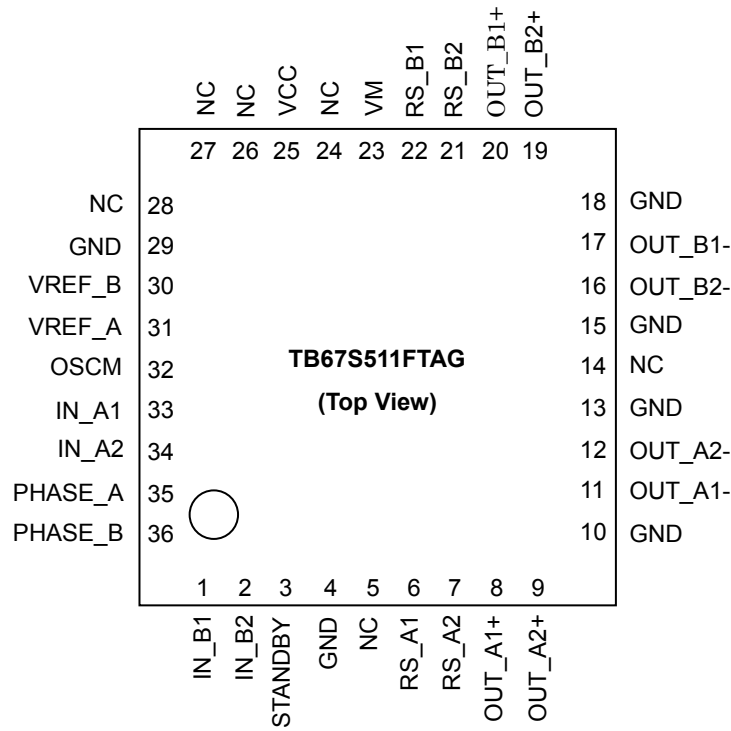 NC NC VCC NC VM RS_B1 RS_B2 OUT_B1+ OUT_B2+
27 26 25 24 23 22 21 20 19
NC 28 18 GND
GND 29 17 OUT_B1-
VREF_B 30 16 OUT_B2-
VREF_A 31 15 GND
TB67S511FTAG
OSCM 32 14 NC
(Top View)
IN_A1 33 13 GND
IN_A2 34 12 OUT_A2-
PHASE_A 35 11 OUT_A1-
PHASE_B 36 10 GND
1 2 3 4 5 6 7 8 9
IN_B1 IN_B2 STANDBY GND NC RS_A1 RS_A2 OUT_A1+ OUT_A2+